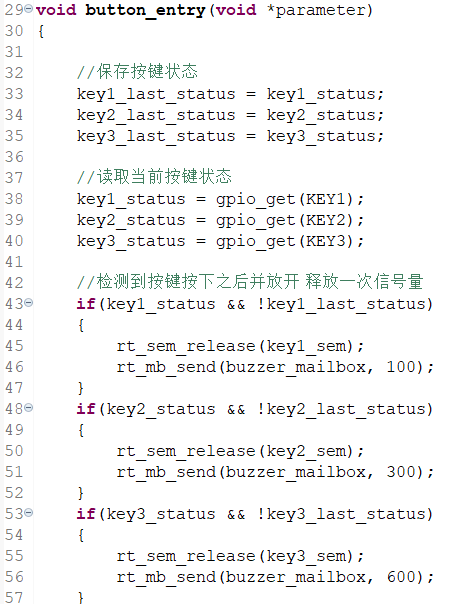 29 void button_entry(void *parameter)
30 {
31
32     //保存按键状态
33     key1_last_status = key1_status;
34     key2_last_status = key2_status;
35     key3_last_status = key3_status;
36
37     //读取当前按键状态
38     key1_status = gpio_get(KEY1);
39     key2_status = gpio_get(KEY2);
40     key3_status = gpio_get(KEY3);
41
42     //检测到按键按下之后并放开 释放一次信号量
43     if(key1_status && !key1_last_status)
44     {
45         rt_sem_release(key1_sem);
46         rt_mb_send(buzzer_mailbox, 100);
47     }
48     if(key2_status && !key2_last_status)
49     {
50         rt_sem_release(key2_sem);
51         rt_mb_send(buzzer_mailbox, 300);
52     }
53     if(key3_status && !key3_last_status)
54     {
55         rt_sem_release(key3_sem);
56         rt_mb_send(buzzer_mailbox, 600);
57     }